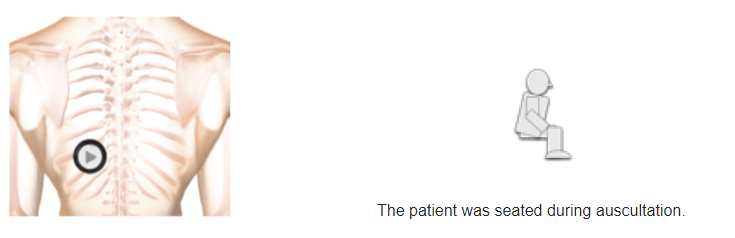 The patient was seated during auscultation.